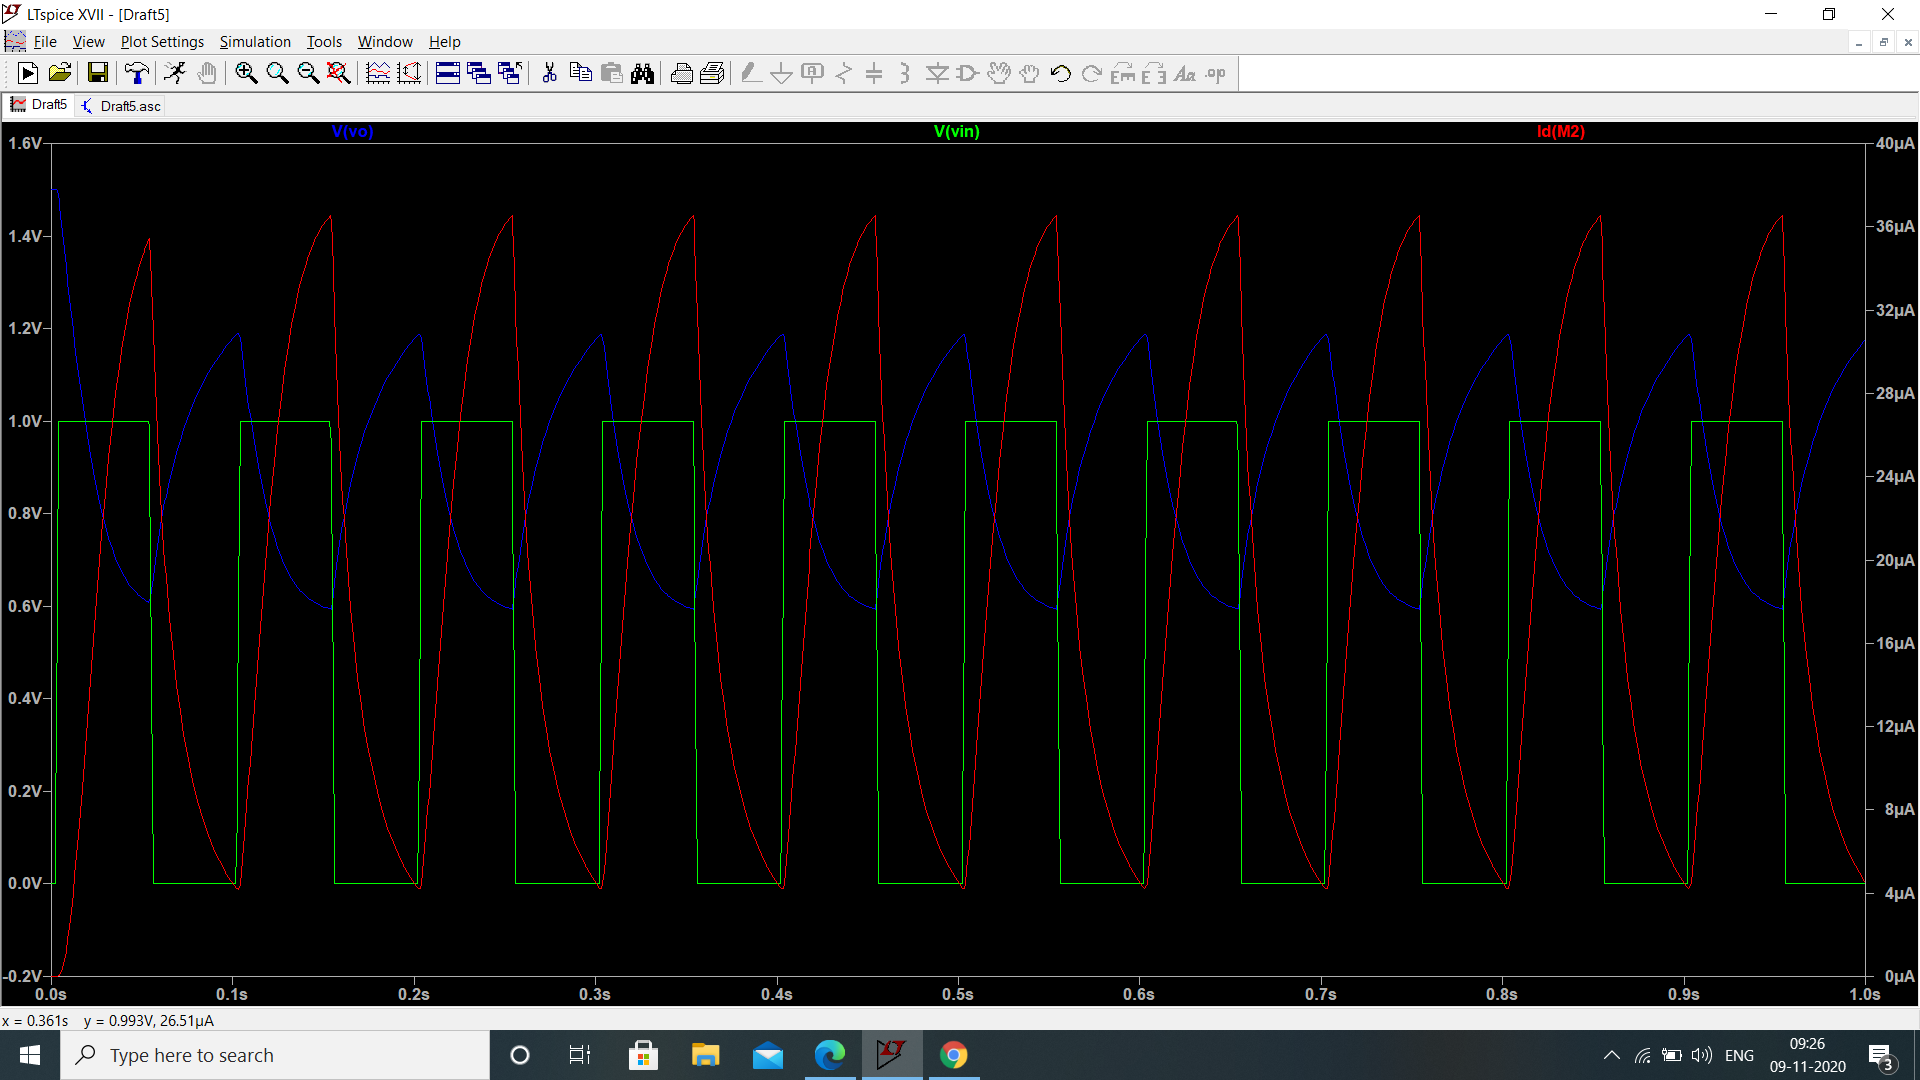 LTspice XVII - [Draft5]
File View Plot Settings Simulation Tools Window Help
Draft5 Draft5.asc
V(vo) V(vin) Id(M2)
1.6V 40µA
1.4V 36µA
1.2V 32µA
1.0V 28µA
0.8V 24µA
0.6V 20µA
0.4V 16µA
0.2V 12µA
0.0V 8µA
-0.2V 4µA
0µA
0.0s 0.1s 0.2s 0.3s 0.4s 0.5s 0.6s 0.7s 0.8s 0.9s 1.0s
x = 0.361s y = 0.993V, 26.51µA
Type here to search
ENG
09:26
09-11-2020
3